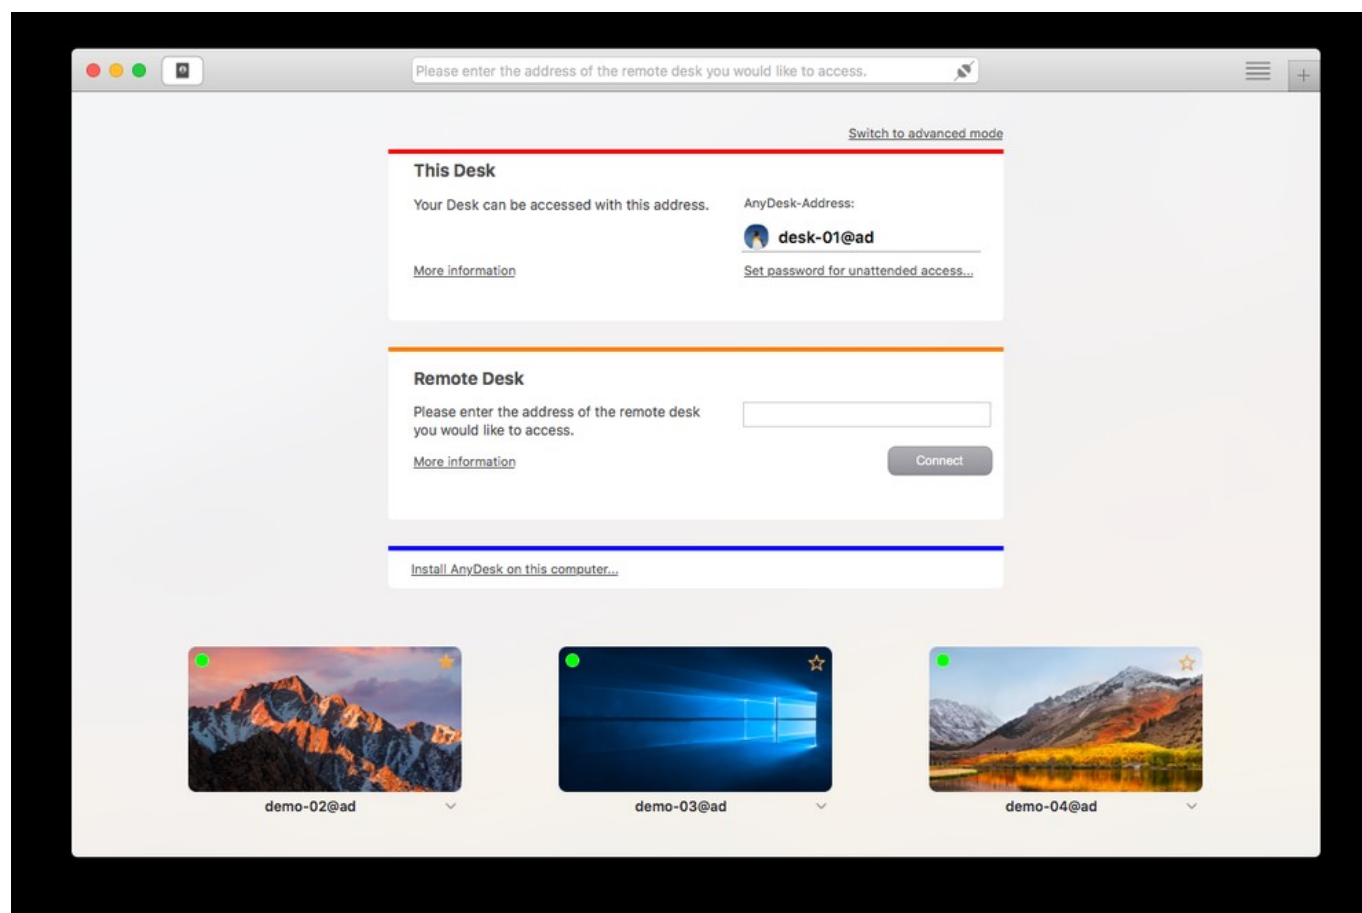 Please enter the address of the remote desk you would like to access.
Switch to advanced mode
This Desk
Your Desk can be accessed with this address.
AnyDesk-Address:
desk-01@ad
More information
Set password for unattended access...
Remote Desk
Please enter the address of the remote desk
you would like to access.
More information
Connect
Install AnyDesk on this computer...
demo-02@ad
demo-03@ad
demo-04@ad